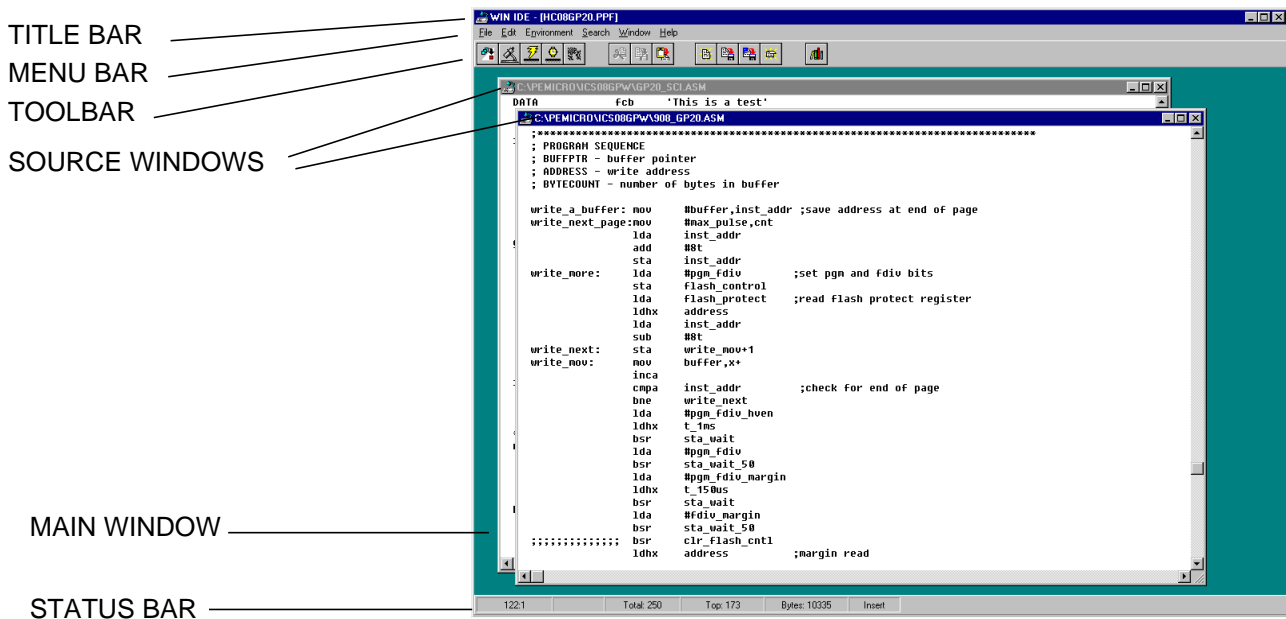 TITLE BAR
MENU BAR
TOOLBAR
SOURCE WINDOWS
MAIN WINDOW
STATUS BAR
WIN IDE - [HC08GP20.PPF]
File Edit Environment Search Window Help
C:\PEMICRO\ICS08GPW\GP20_SCI.ASM
DATA fcb 'This is a test'
C:\PEMICRO\ICS08GPW\908_GP20.ASM
;******************************************************************************
; PROGRAM SEQUENCE
; BUFFPTR - buffer pointer
; ADDRESS - write address
; BYTECOUNT - number of bytes in buffer
write_a_buffer: mov #buffer,inst_addr ;save address at end of page
write_next_page:mov #max_pulse,cnt
lda inst_addr
add #8t
sta inst_addr
write_more: lda #pgm_fdiv ;set pgm and fdiv bits
sta flash_control
lda flash_protect ;read flash protect register
ldhx address
lda inst_addr
sub #8t
write_next: sta write_mov+1
write_mov: mov buffer,x+
inca
cmpa inst_addr ;check for end of page
bne write_next
lda #pgm_fdiv_hven
ldhx t_1ms
bsr sta_wait
lda #pgm_fdiv
bsr sta_wait_50
lda #pgm_fdiv_margin
ldhx t_150us
bsr sta_wait
lda #fdiv_margin
bsr sta_wait_50
;;;;;;;;;;;;;; bsr clr_flash_cntl
ldhx address ;margin read
122:1 Total: 250 Top: 173 Bytes: 10335 Insert